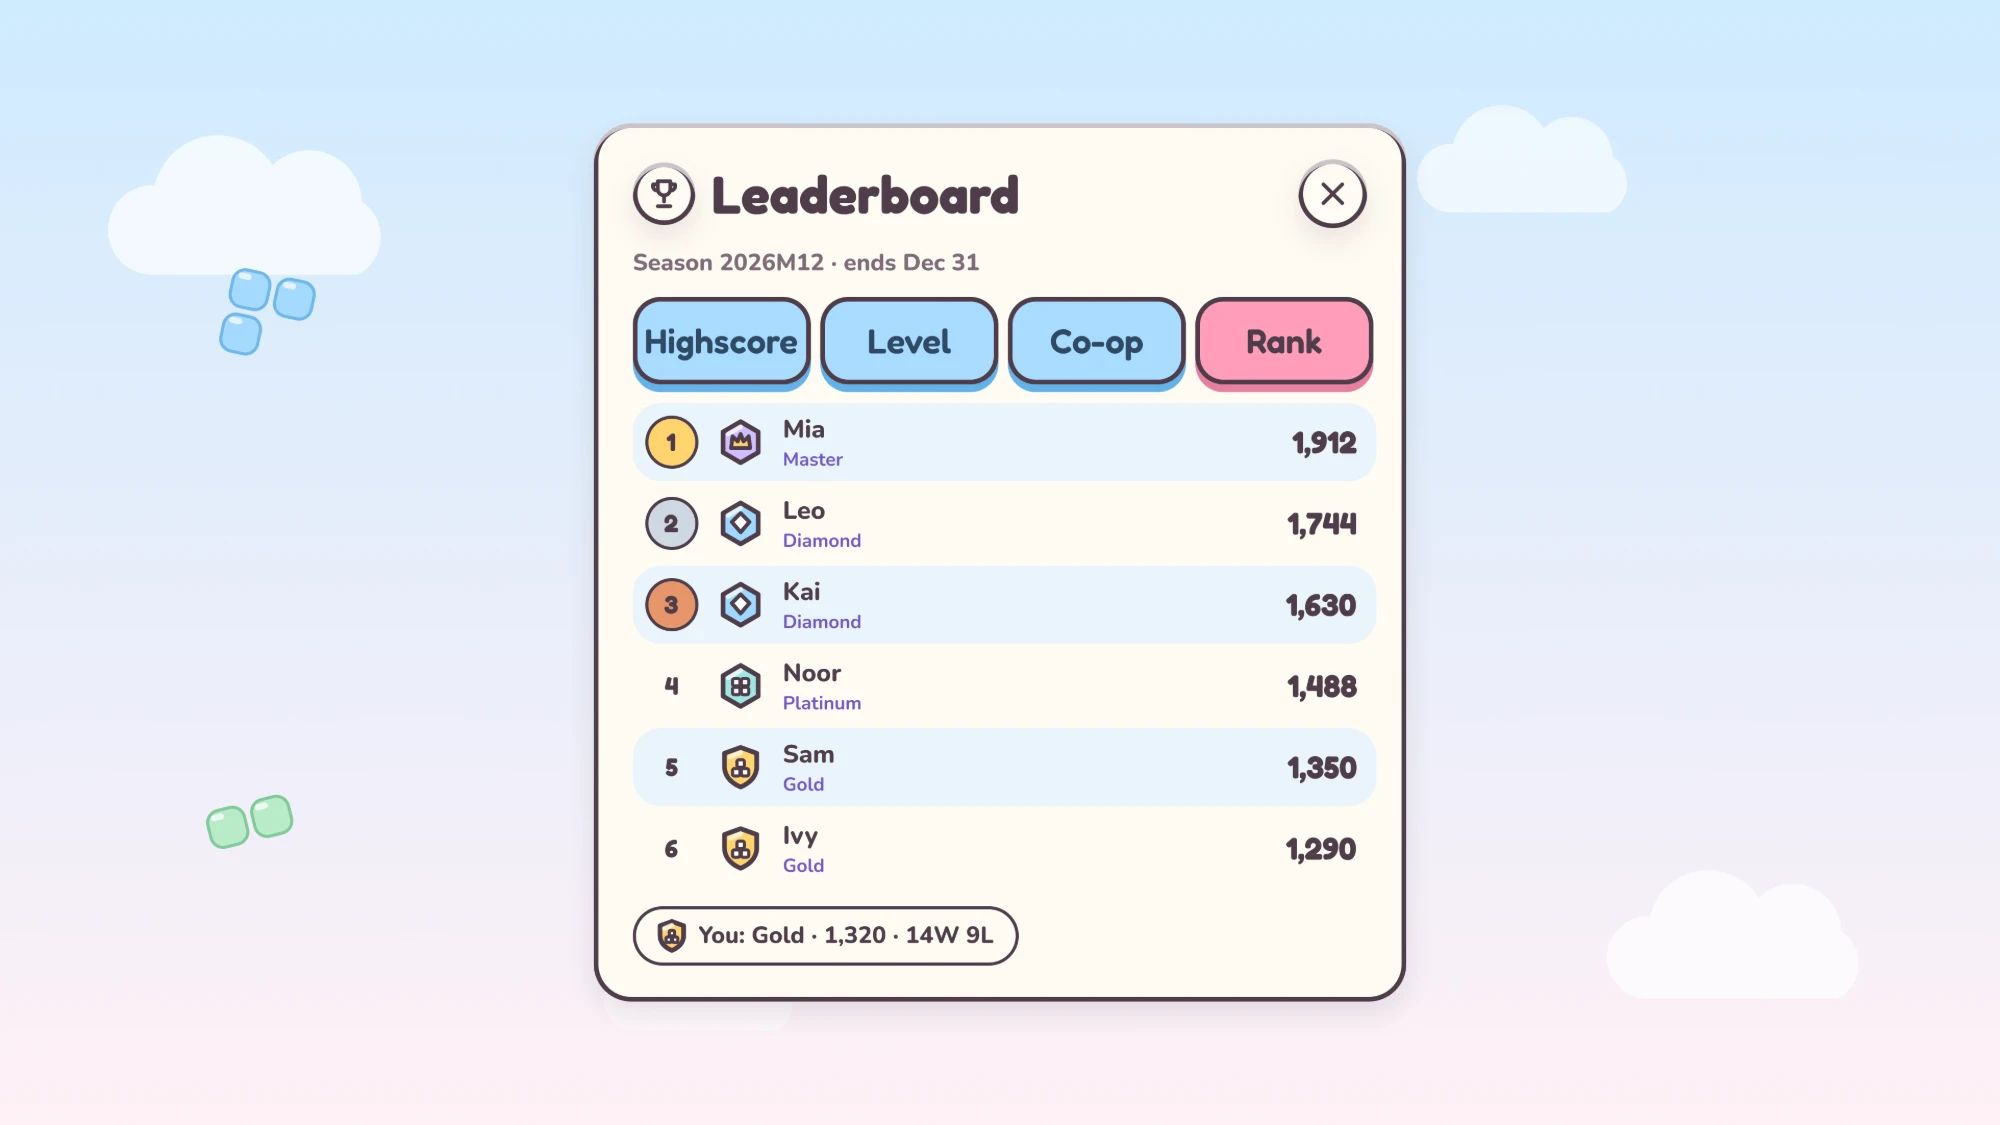 Leaderboard
Season 2026M12 · ends Dec 31
Highscore Level Co-op Rank
1 Mia 1,912
Master
2 Leo 1,744
Diamond
3 Kai 1,630
Diamond
4 Noor 1,488
Platinum
5 Sam 1,350
Gold
6 Ivy 1,290
Gold
You: Gold · 1,320 · 14W 9L